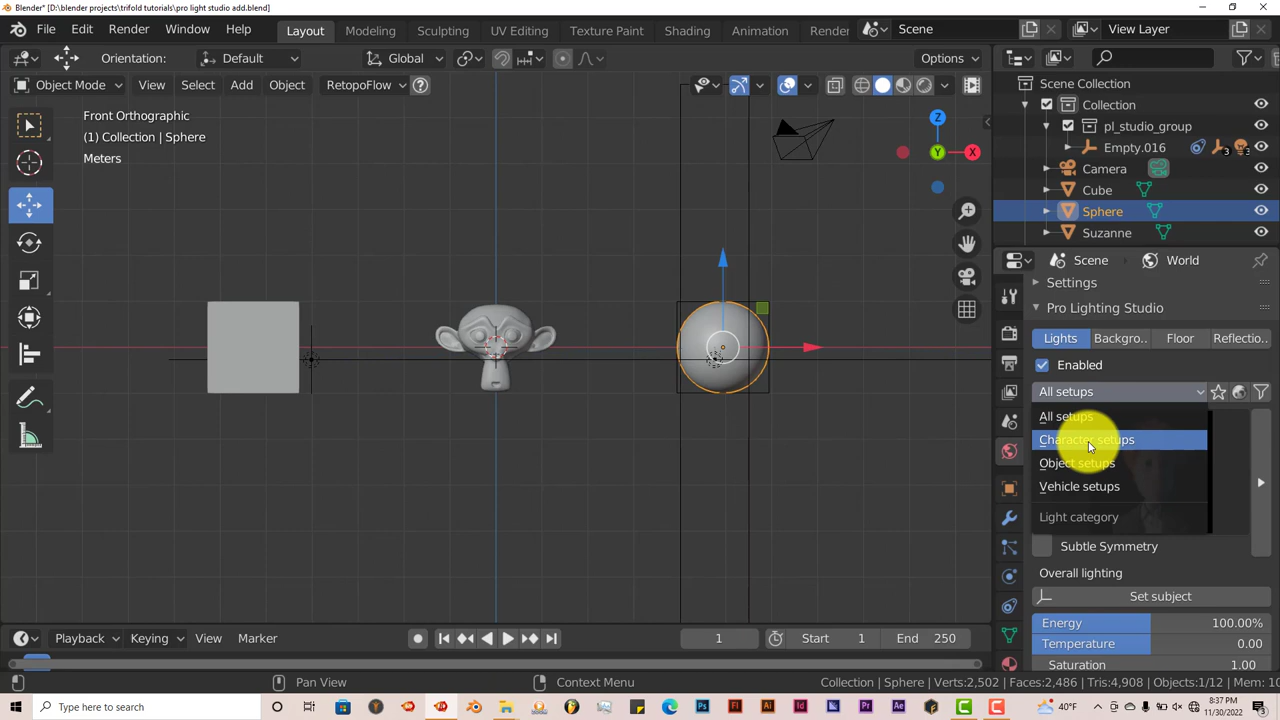 Blender* [D:\blender projects\trifold tutorials\pro light studio add.blend]
File Edit Render Window Help Layout Modeling Sculpting UV Editing Texture Paint Shading Animation Render Scene View Layer
Orientation: Default Global Options
Object Mode View Select Add Object RetopoFlow
Front Orthographic
(1) Collection | Sphere
Meters
Z
Y
X
Scene Collection
Collection
pl_studio_group
Empty.016 3 3
Camera
Cube
Sphere
Suzanne
Scene World
Settings
Pro Lighting Studio
Lights Backgro... Floor Reflectio...
Enabled
All setups
All setups
Character setups
Object setups
Vehicle setups
Light category
Subtle Symmetry
Overall lighting
Set subject
Energy 100.00%
Temperature 0.00
Saturation 1.00
Playback Keying View Marker 1 Start 1 End 250
Pan View Context Menu Collection | Sphere | Verts:2,502 | Faces:2,486 | Tris:4,908 | Objects:1/12 | Mem: 10
Type here to search 40°F 8:37 PM
11/30/2022